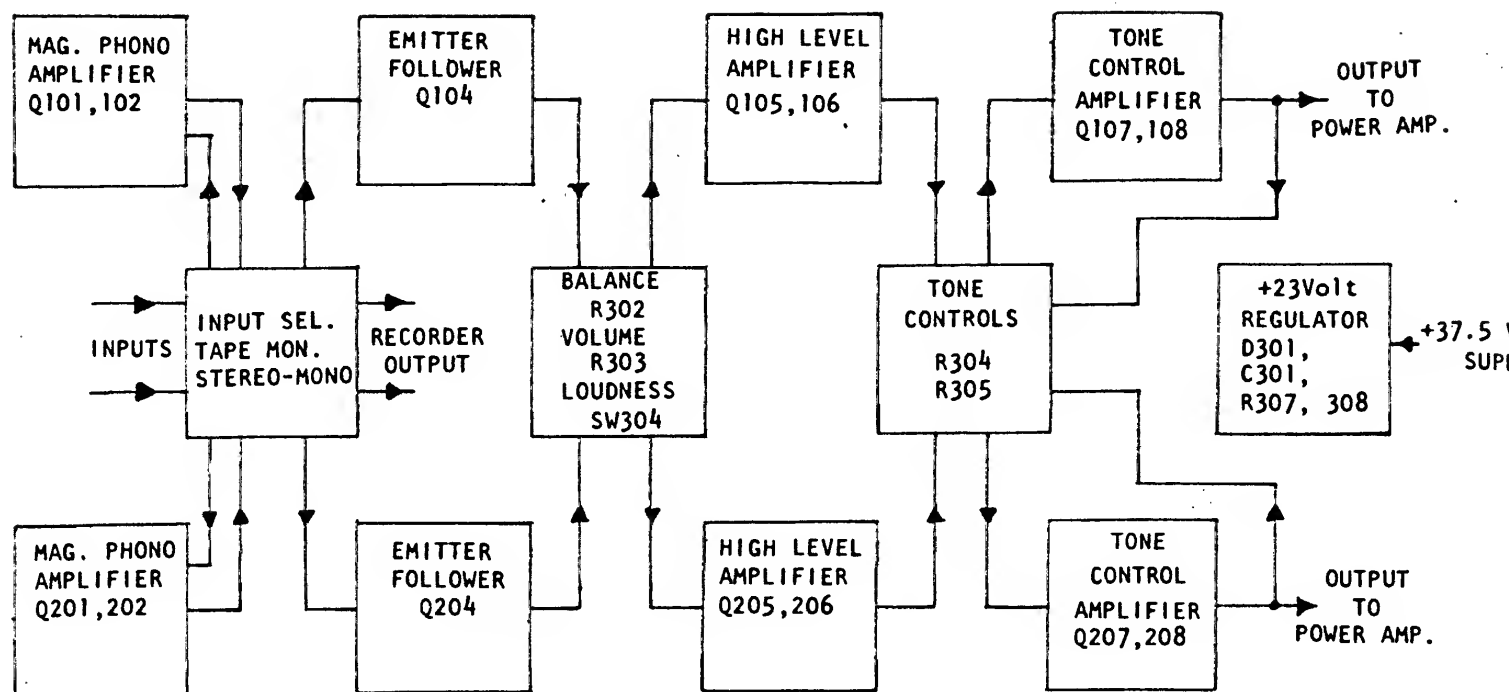 MAG. PHONO
AMPLIFIER
Q101,102
EMITTER
FOLLOWER
Q104
HIGH LEVEL
AMPLIFIER
Q105,106
TONE
CONTROL
AMPLIFIER
Q107,108
OUTPUT
TO
POWER AMP.
INPUTS
INPUT SEL.
TAPE MON.
STEREO-MONO
RECORDER
OUTPUT
BALANCE
R302
VOLUME
R303
LOUDNESS
SW304
TONE
CONTROLS
R304
R305
+23Volt
REGULATOR
D301,
C301,
R307, 308
+37.5
MAG. PHONO
AMPLIFIER
Q201,202
EMITTER
FOLLOWER
Q204
HIGH LEVEL
AMPLIFIER
Q205,206
TONE
CONTROL
AMPLIFIER
Q207,208
OUTPUT
TO
POWER AMP.